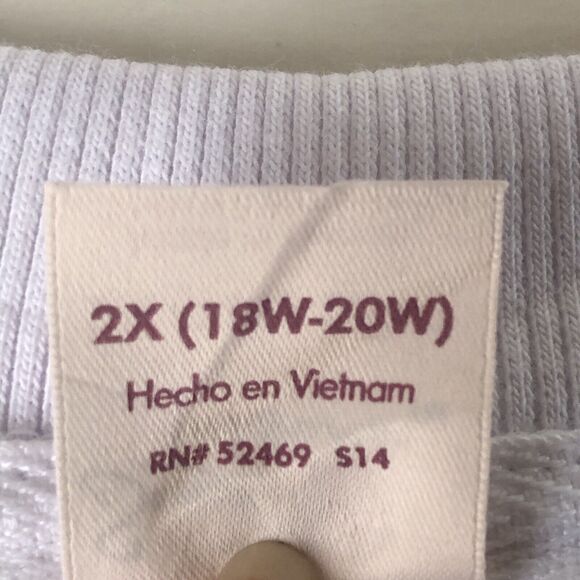 2X (18W-20W)
Hecho en Vietnam
RN# 52469 S14